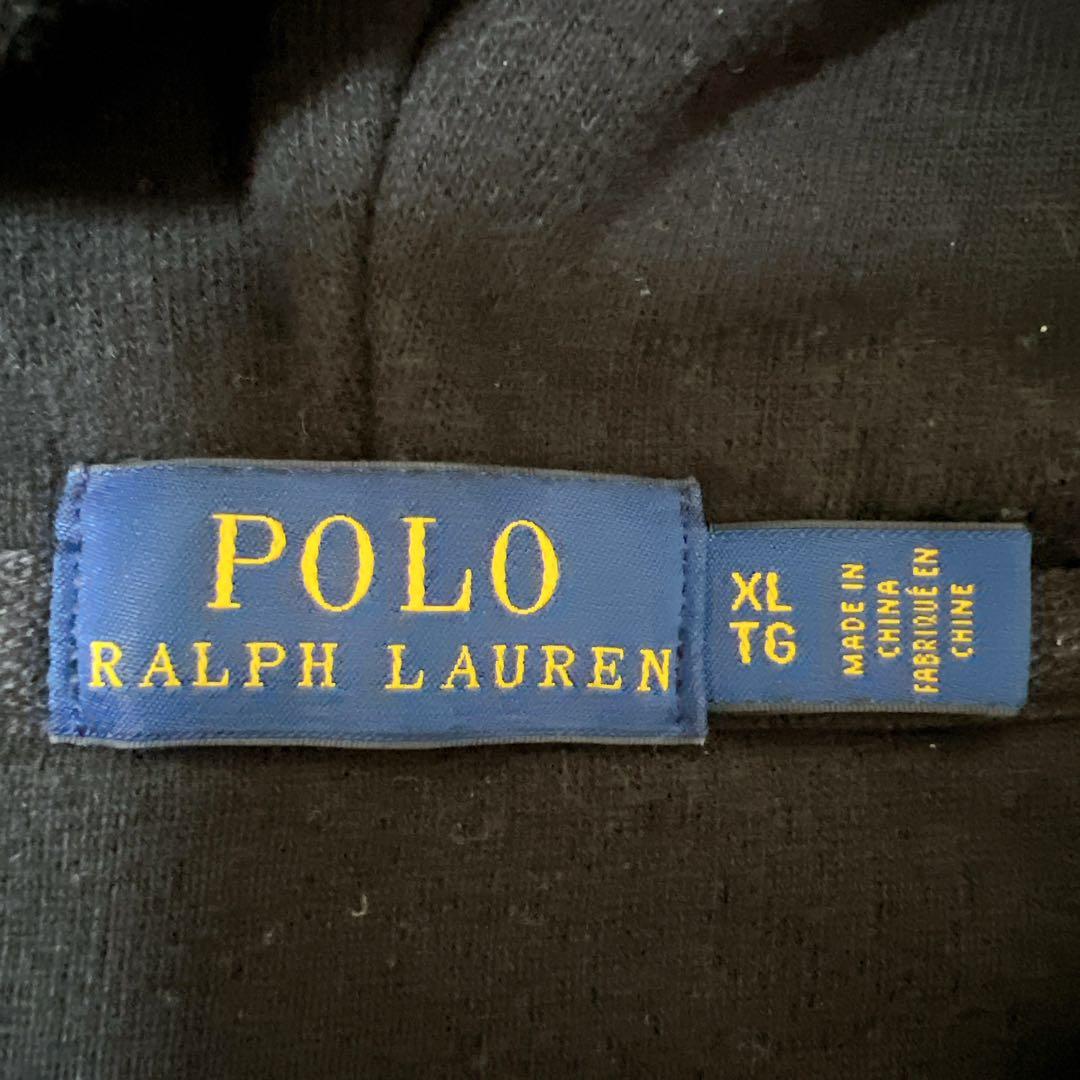 POLO
RALPH LAUREN
XL
TG
MADE IN
CHINA
FABRIQUÉ EN
CHINE